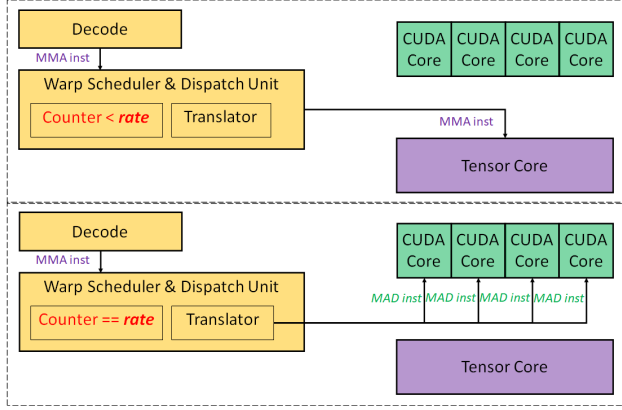 Decode
MMA inst
Warp Scheduler & Dispatch Unit
Counter < rate
Translator
CUDA Core
CUDA Core
CUDA Core
CUDA Core
MMA inst
Tensor Core
Decode
MMA inst
Warp Scheduler & Dispatch Unit
Counter == rate
Translator
CUDA Core
CUDA Core
CUDA Core
CUDA Core
MAD inst
MAD inst
MAD inst
MAD inst
Tensor Core